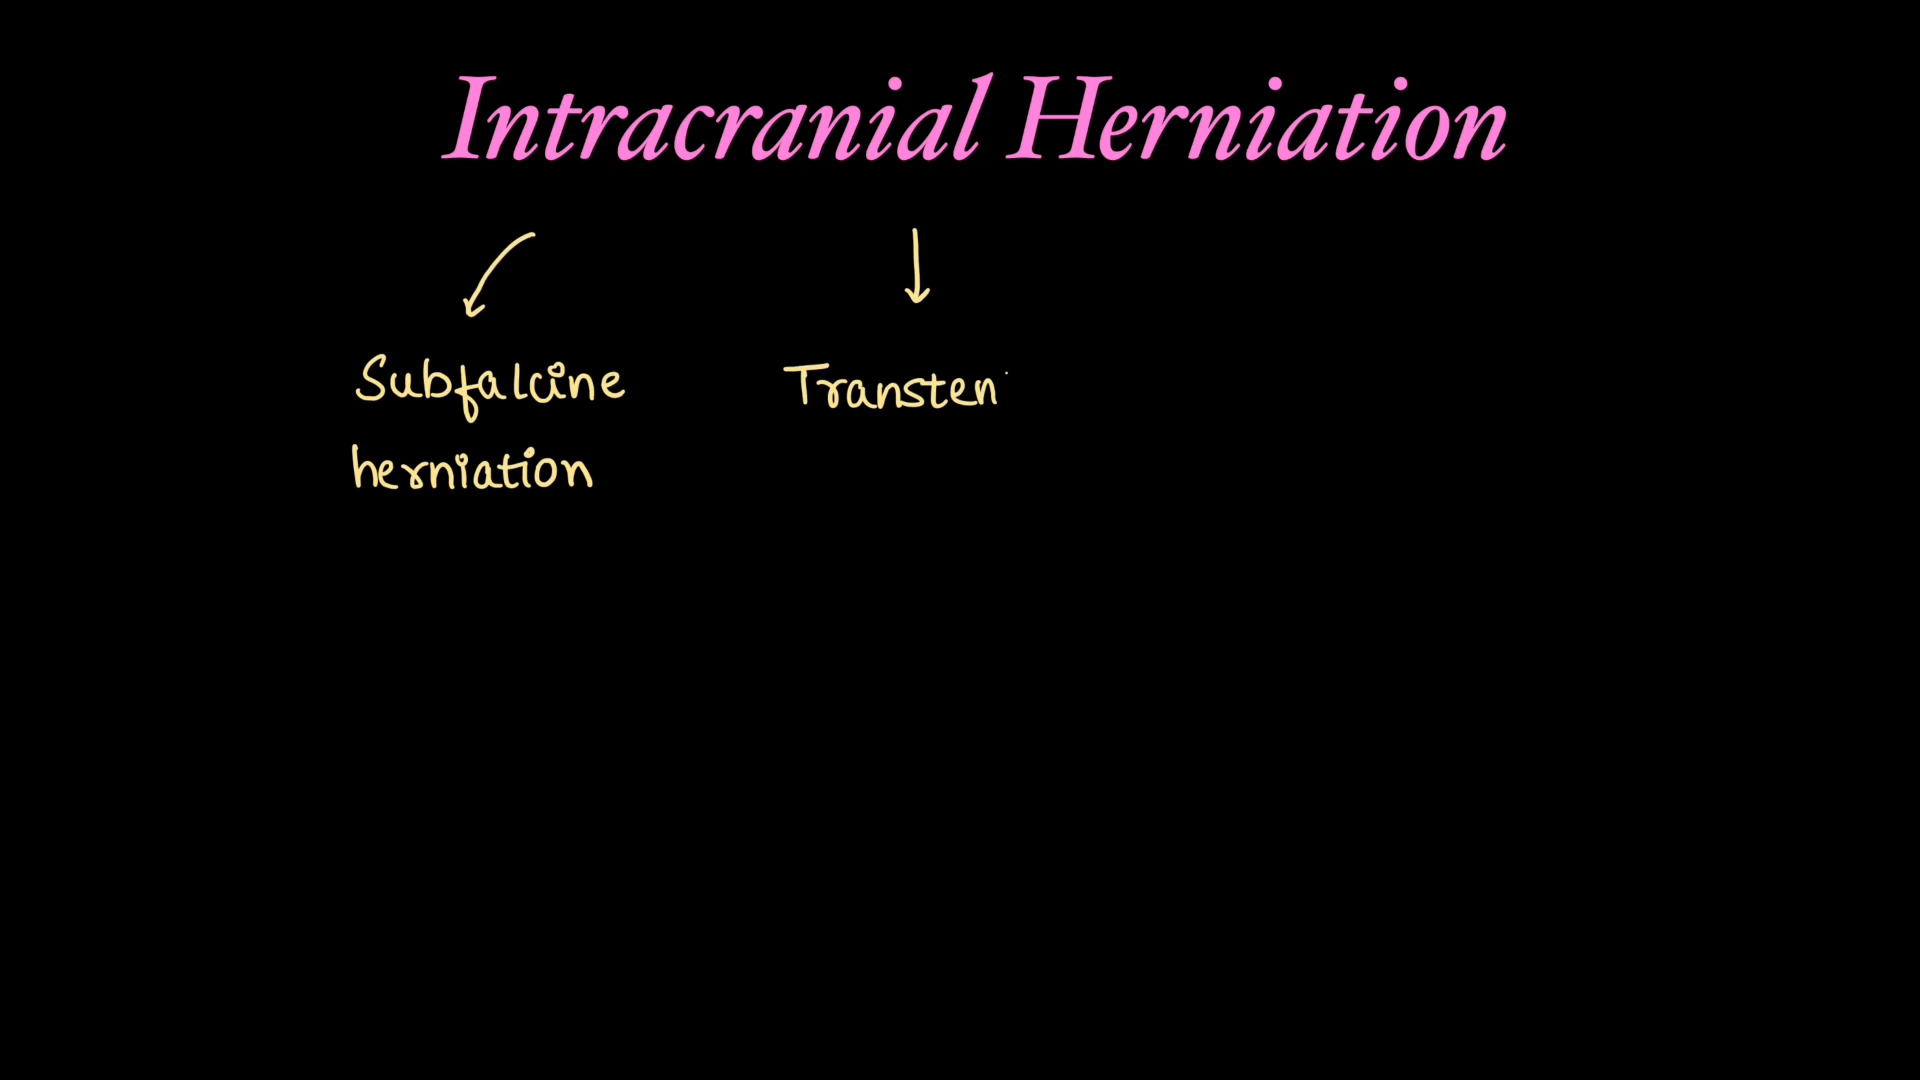 Intracranial Herniation
Subfalcine
herniation
Transten